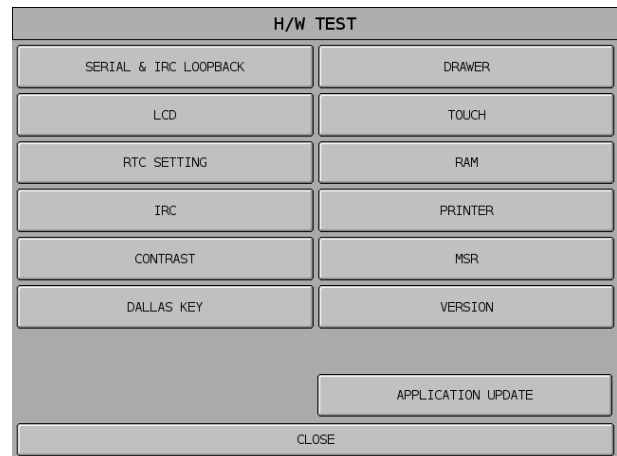 H/W TEST
SERIAL & IRC LOOPBACK
DRAWER
LCD
TOUCH
RTC SETTING
RAM
IRC
PRINTER
CONTRAST
MSR
DALLAS KEY
VERSION
APPLICATION UPDATE
CLOSE